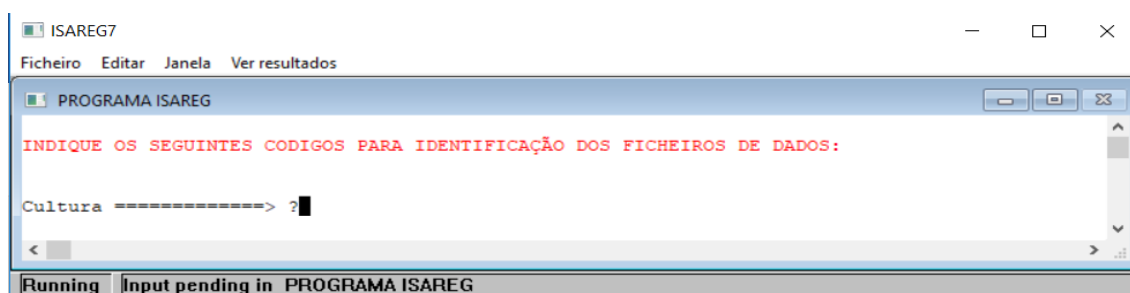 ISAREG7
Ficheiro Editar Janela Ver resultados
PROGRAMA ISAREG
INDIQUE OS SEGUINTES CODIGOS PARA IDENTIFICAÇÃO DOS FICHEIROS DE DADOS:
Cultura =============> ?
Running Input pending in PROGRAMA ISAREG